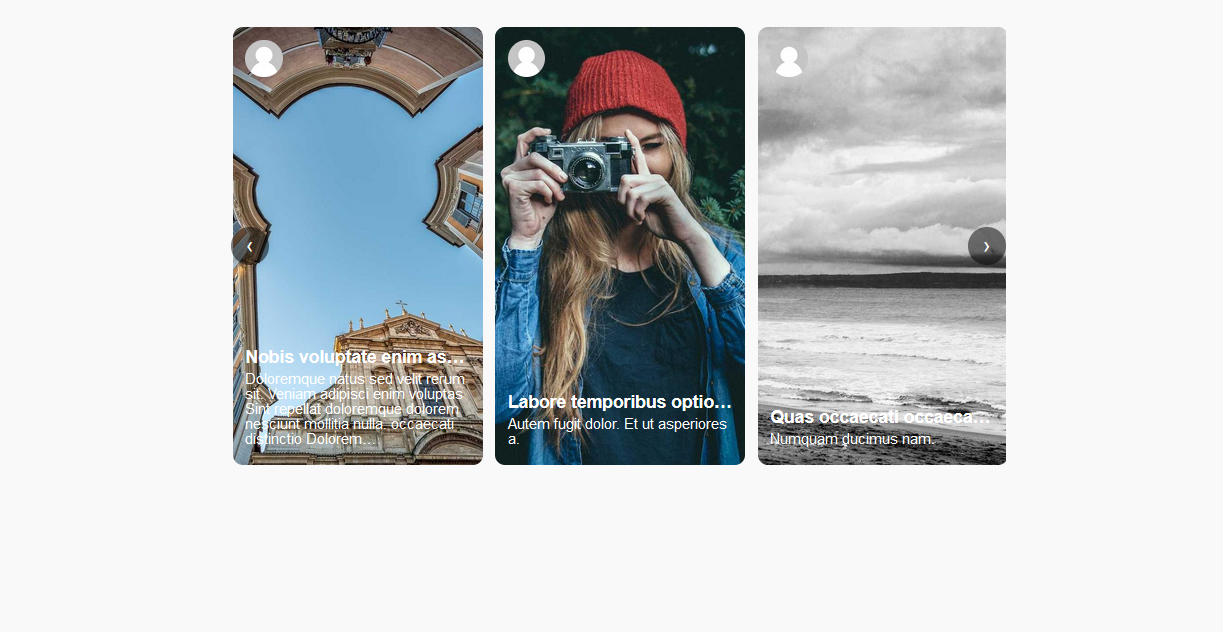 Nobis voluptate enim as…
Doloremque natus sed velit rerum
sit. Veniam adipisci enim voluptas
Sint repellat doloremque dolorem
nesciunt mollitia nulla. occaecati
distinctio Dolorem…
Labore temporibus optio…
Autem fugit dolor. Et ut asperiores
a.
Quas occaecati occaeca…
Numquam ducimus nam.